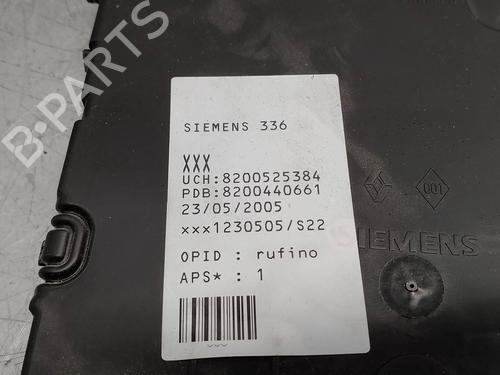 B-PARTS
SIEMENS 336
XXX
UCH:8200525384
PDB:8200440661
23/05/2005
xxx1230505/S22
OPID : rufino
APS* : 1
001
SIEMENS